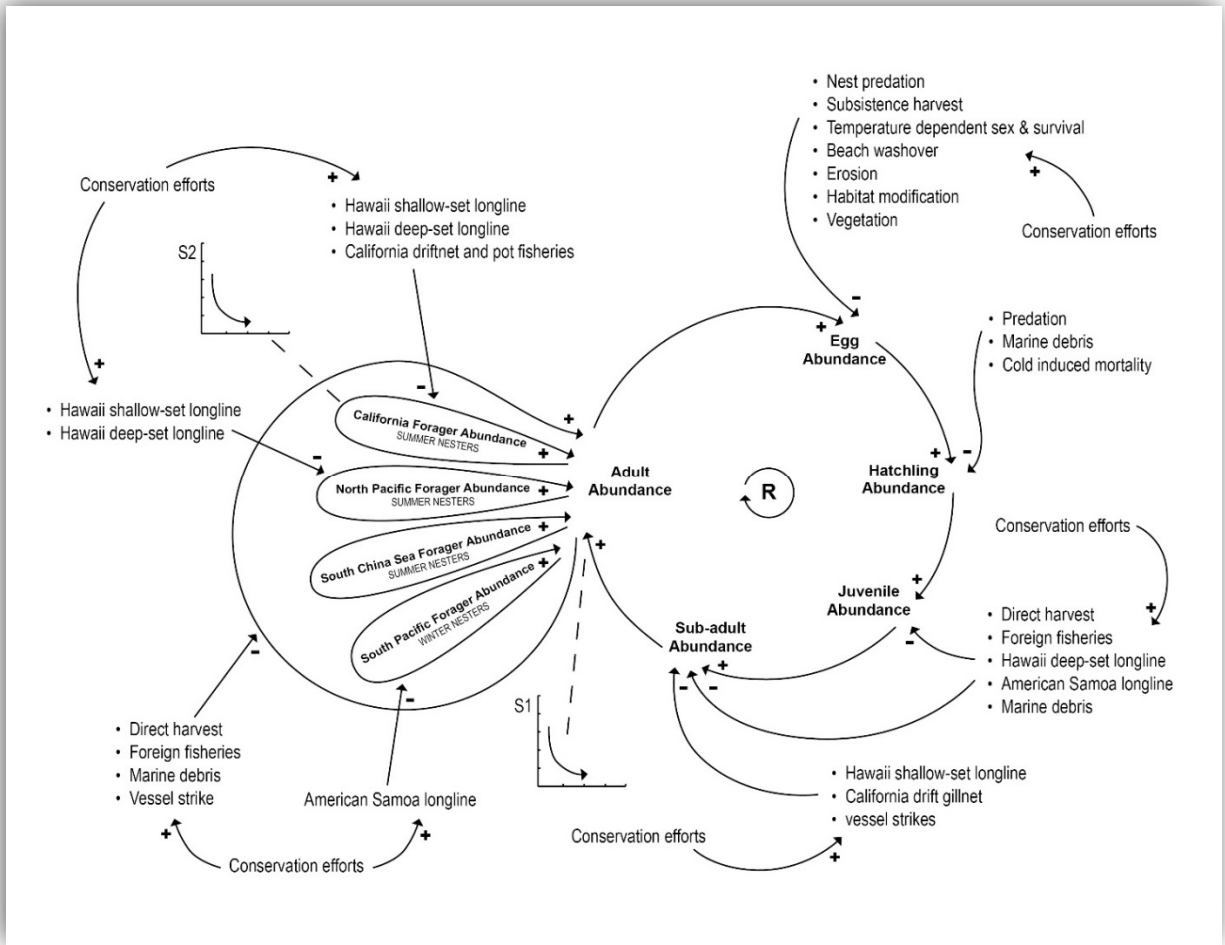 • Nest predation
• Subsistence harvest
• Temperature dependent sex & survival
• Beach washover
• Erosion
• Habitat modification
• Vegetation
+
Conservation efforts
Conservation efforts
+
• Hawaii shallow-set longline
• Hawaii deep-set longline
• California driftnet and pot fisheries
S2
+
• Hawaii shallow-set longline
• Hawaii deep-set longline
-
-
+
Egg
Abundance
• Predation
• Marine debris
• Cold induced mortality
+
-
Hatchling
Abundance
-
California Forager Abundance
SUMMER NESTERS
+
+
-
North Pacific Forager Abundance
SUMMER NESTERS
+
South China Sea Forager Abundance
SUMMER NESTERS
+
South Pacific Forager Abundance
WINTER NESTERS
+
Adult
Abundance
R
+
Conservation efforts
+
+
Juvenile
Abundance
-
• Direct harvest
• Foreign fisheries
• Hawaii deep-set longline
• American Samoa longline
• Marine debris
Sub-adult
Abundance
+
-
-
-
-
S1
• Direct harvest
• Foreign fisheries
• Marine debris
• Vessel strike
American Samoa longline
+
+
Conservation efforts
• Hawaii shallow-set longline
• California drift gillnet
• vessel strikes
Conservation efforts
+